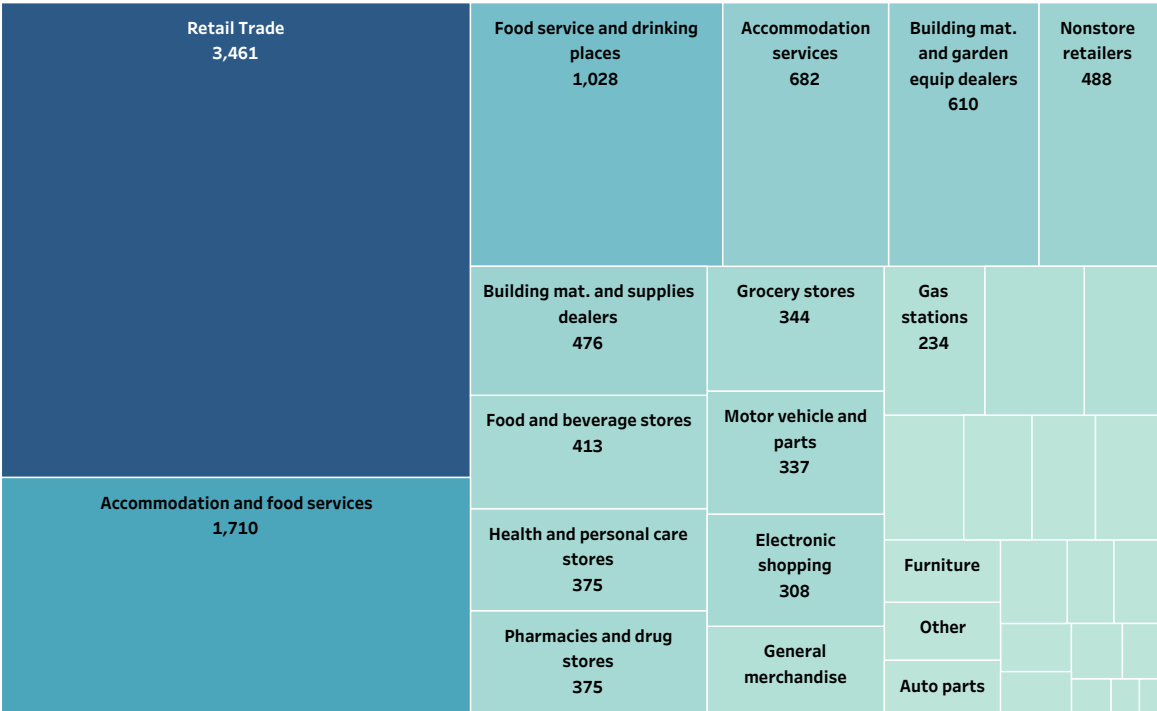 Retail Trade
3,461
Food service and drinking
places
1,028
Accommodation
services
682
Building mat.
and garden
equip dealers
610
Nonstore
retailers
488
Building mat. and supplies
dealers
476
Grocery stores
344
Gas
stations
234
Food and beverage stores
413
Motor vehicle and
parts
337
Accommodation and food services
1,710
Health and personal care
stores
375
Electronic
shopping
308
Furniture
Other
Pharmacies and drug
stores
375
General
merchandise
Auto parts